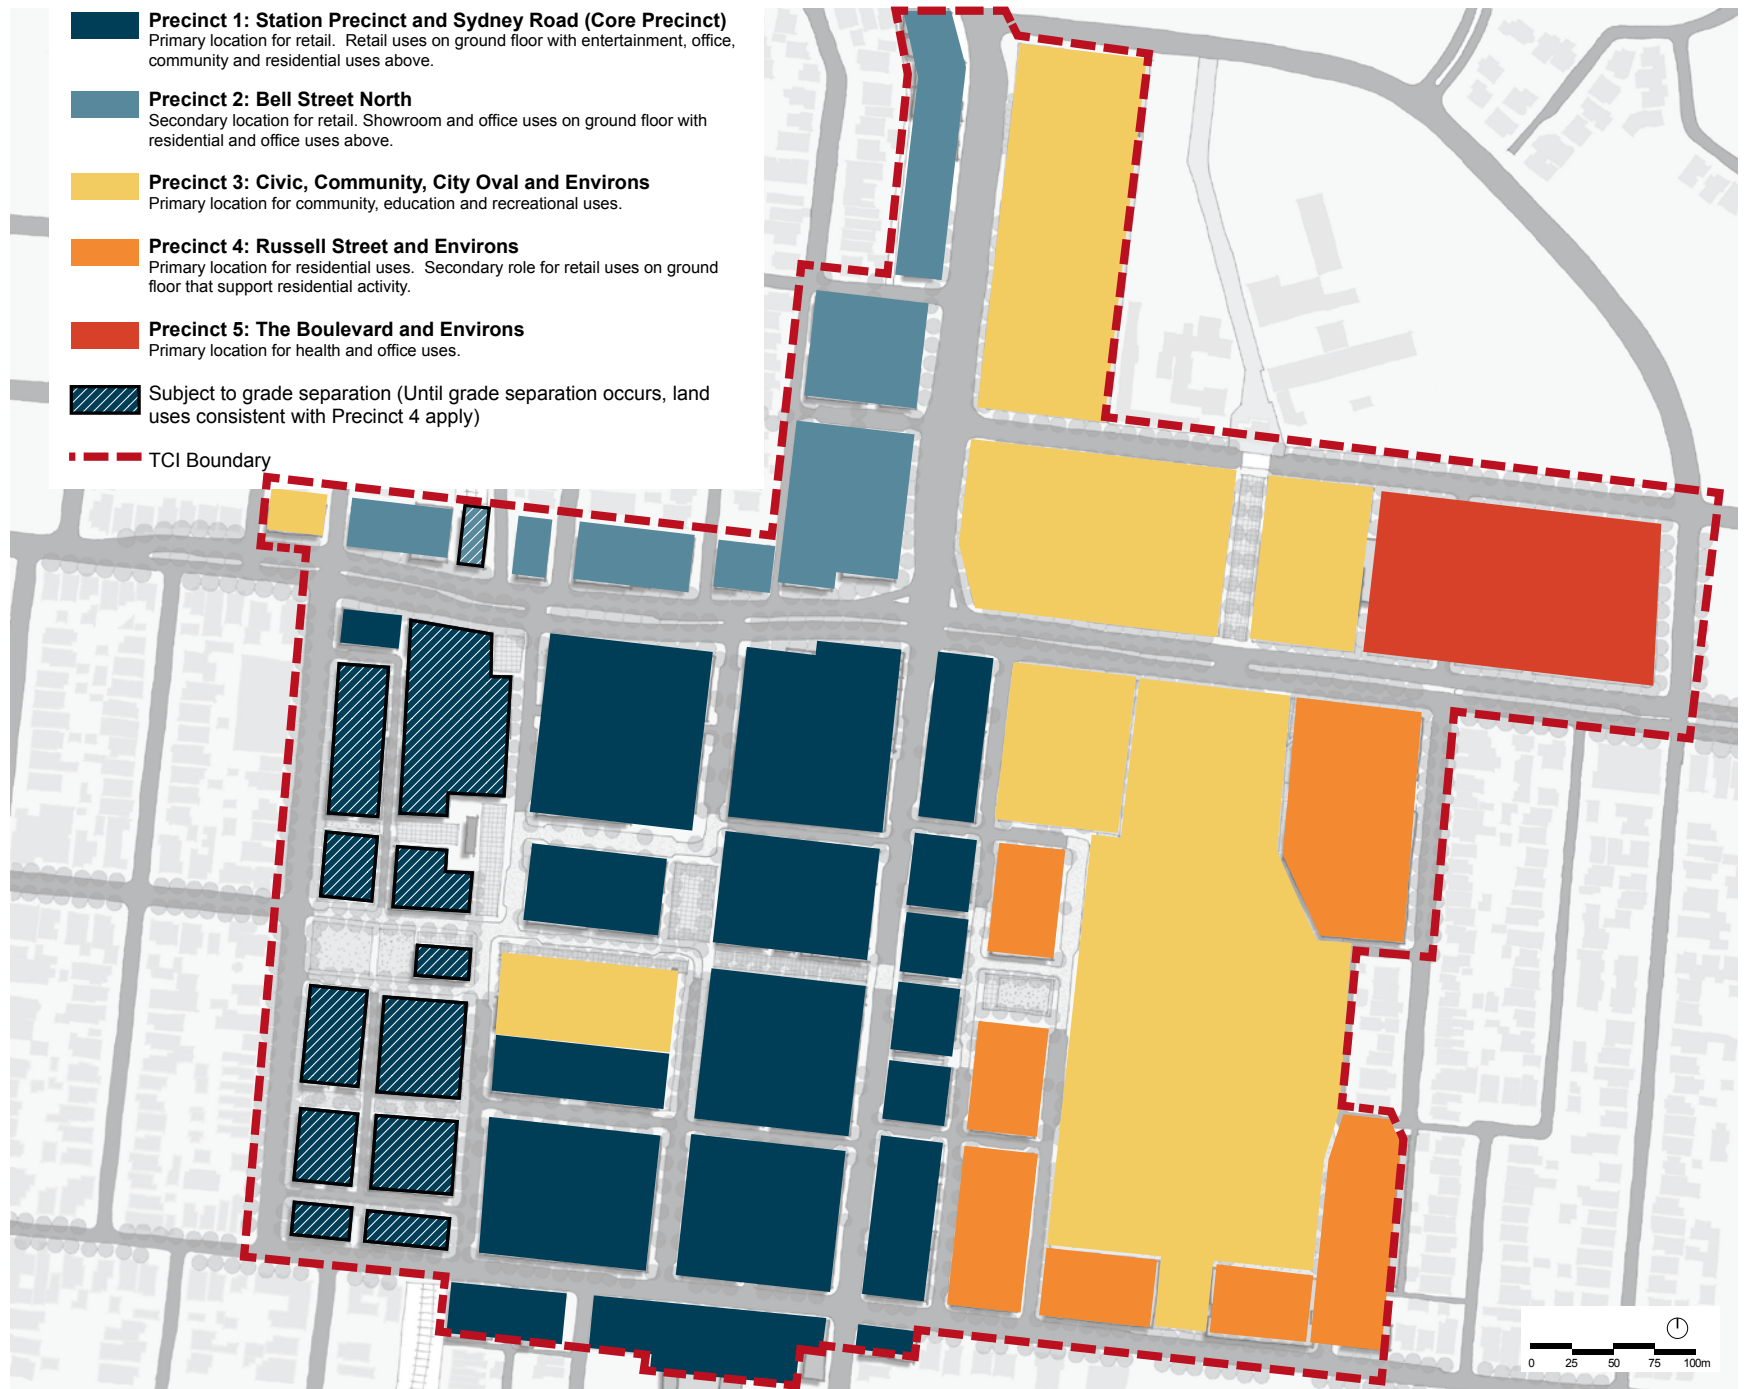 Precinct 1: Station Precinct and Sydney Road (Core Precinct)
Primary location for retail.  Retail uses on ground floor with entertainment, office,
community and residential uses above.
Precinct 2: Bell Street North
Secondary location for retail. Showroom and office uses on ground floor with
residential and office uses above.
Precinct 3: Civic, Community, City Oval and Environs
Primary location for community, education and recreational uses.
Precinct 4: Russell Street and Environs
Primary location for residential uses.  Secondary role for retail uses on ground
floor that support residential activity.
Precinct 5: The Boulevard and Environs
Primary location for health and office uses.
Subject to grade separation (Until grade separation occurs, land
uses consistent with Precinct 4 apply)
TCI Boundary
0 25 50 75 100m